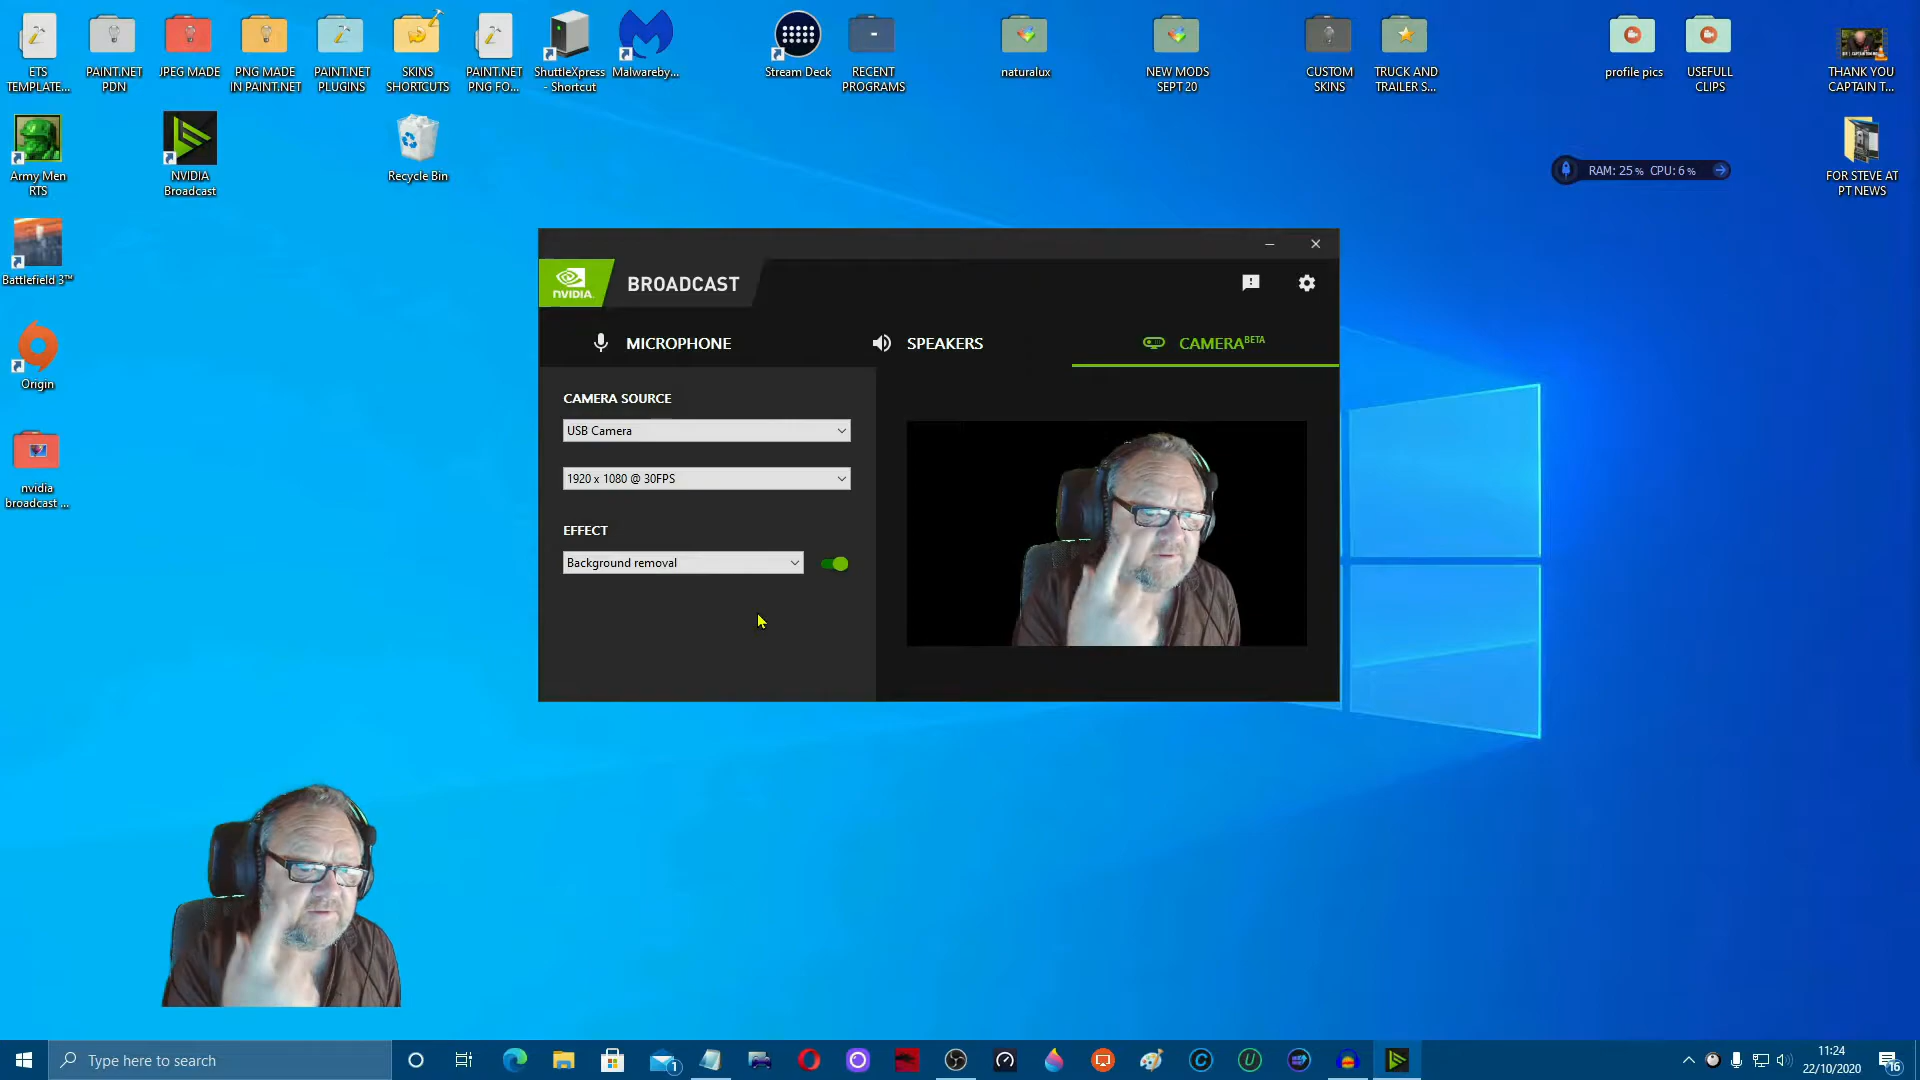 ETS
TEMPLATE...
PAINT.NET
PDN
JPEG MADE
PNG MADE
IN PAINT.NET
PAINT.NET
PLUGINS
SKINS
SHORTCUTS
PAINT.NET
PNG FO...
ShuttleXpress
- Shortcut
Malwareby...
Stream Deck
RECENT
PROGRAMS
naturalux
NEW MODS
SEPT 20
CUSTOM
SKINS
TRUCK AND
TRAILER S...
profile pics
USEFULL
CLIPS
THANK YOU
CAPTAIN T...
Army Men
RTS
NVIDIA
Broadcast
Recycle Bin
RAM: 25 % CPU: 6 %
FOR STEVE AT
PT NEWS
Battlefield 3™
Origin
nvidia
broadcast ...
NVIDIA.
BROADCAST
MICROPHONE
SPEAKERS
CAMERA BETA
CAMERA SOURCE
USB Camera
1920 x 1080 @ 30FPS
EFFECT
Background removal
Type here to search
1
11:24
22/10/2020
16